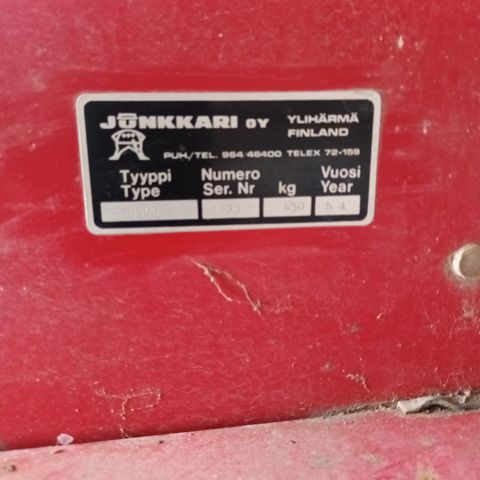 JUNKKARI OY YLIHÄRMÄ
FINLAND
PUH./TEL. 964/46400 TELEX 72-159
Tyyppi Numero Vuosi
Type Ser. Nr kg Year
650